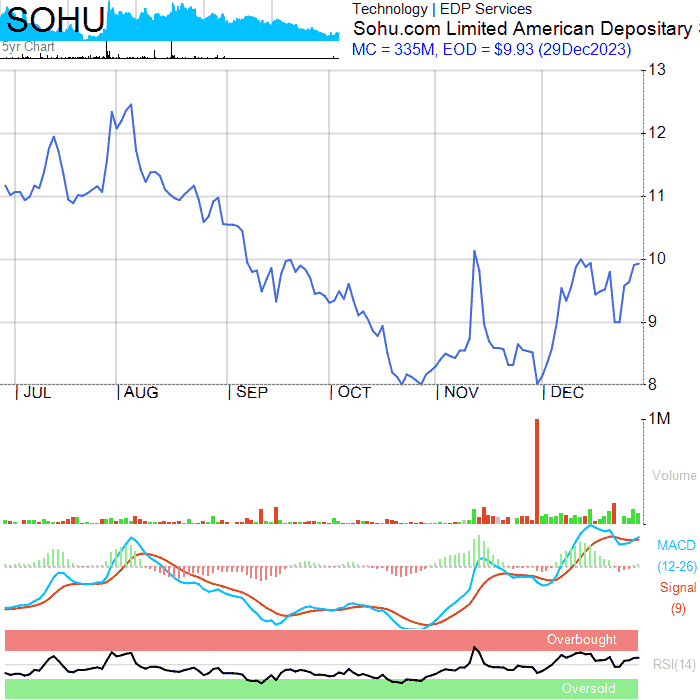 SOHU
5yr Chart
Technology | EDP Services
Sohu.com Limited American Depositary S
MC = 335M, EOD = $9.93 (29Dec2023)
13
12
11
10
9
8
JUL AUG SEP OCT NOV DEC
1M
Volume
MACD
(12-26)
Signal
(9)
Overbought
RSI(14)
Oversold